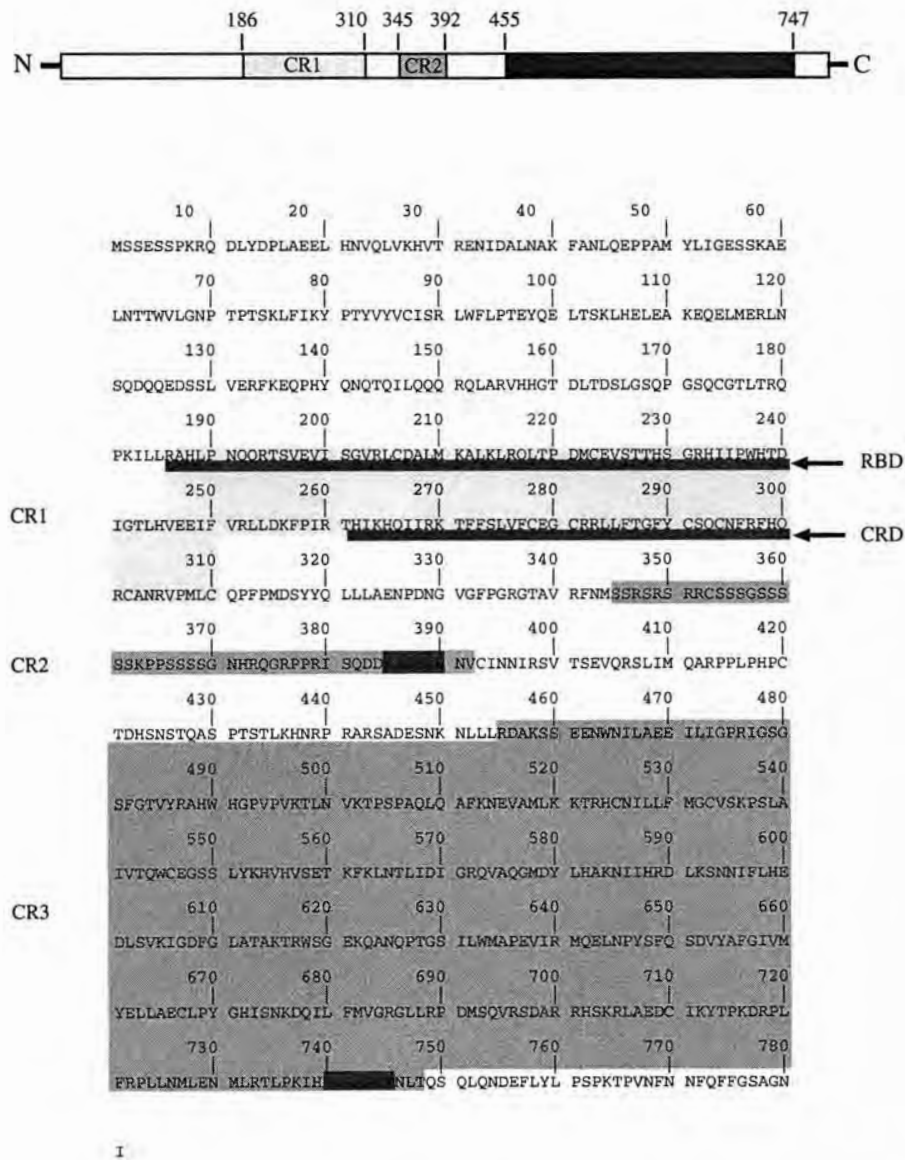 186 310 345 392 455 747
N CR1 CR2 C
10 20 30 40 50 60
MSSESSPKRQ DLYDPLAEEL HNVQLVKHVT RENIDALNAK FANLQEPPAM YLIGESSKAE
70 80 90 100 110 120
LNTTWVLGNP TPTSKLFIKY PTYVYVCISR LWFLPTEYQE LTSKLHELEA KEQELMERLN
130 140 150 160 170 180
SQDQQEDSSL VERFKEQPHY QNQTQILQQQ RQLARVHHGT DLTDSLGSQP GSQCGTLTRQ
190 200 210 220 230 240
PKILLRAHLP NQQRTSVEVI SGVRLCDALM KALKLRQLTP DMCEVSTTHS GRHIIPWHTD RBD
250 260 270 280 290 300
CR1
IGTLHVEEIF VRLLDKFPIR THIKHQIIRK TFFSLVFCEG CRRLLFTGFY CSQCNFRFHQ CRD
310 320 330 340 350 360
RCANRVPMLC QPFPMDSYYQ LLLAENPDNG VGFPGRGTAV RFNMSSRSRS RRCSSSGSSS
370 380 390 400 410 420
CR2 SSKPPSSSSG NHRQGRPPRI SQDD NVCINNIRSV TSEVQRSLIM QARPPLPHPC
430 440 450 460 470 480
TDHSNSTQAS PTSTLKHNRP RARSADESNK NLLLRDAKSS EENWNILAEE ILIGPRIGSG
490 500 510 520 530 540
SFGTVYRAHW HGPVPVKTLN VKTPSPAQLQ AFKNEVAMLK KTRHCNILLF MGCVSKPSLA
550 560 570 580 590 600
IVTQWCEGSS LYKHVHVSET KFKLNTLIDI GRQVAQGMDY LHAKNIIHRD LKSNNIFLHE
CR3
610 620 630 640 650 660
DLSVKIGDFG LATAKTRWSG EKQANQPTGS ILWMAPEVIR MQELNPYSFQ SDVYAFGIVM
670 680 690 700 710 720
YELLAECLPY GHISNKDQIL FMVGRGLLRP DMSQVRSDAR RHSKRLAEDC IKYTPKDRPL
730 740 750 760 770 780
FRPLLNMLEN MLRTLPKIH NLTQS QLQNDEFLYL PSPKTPVNFN NFQFFGSAGN
I